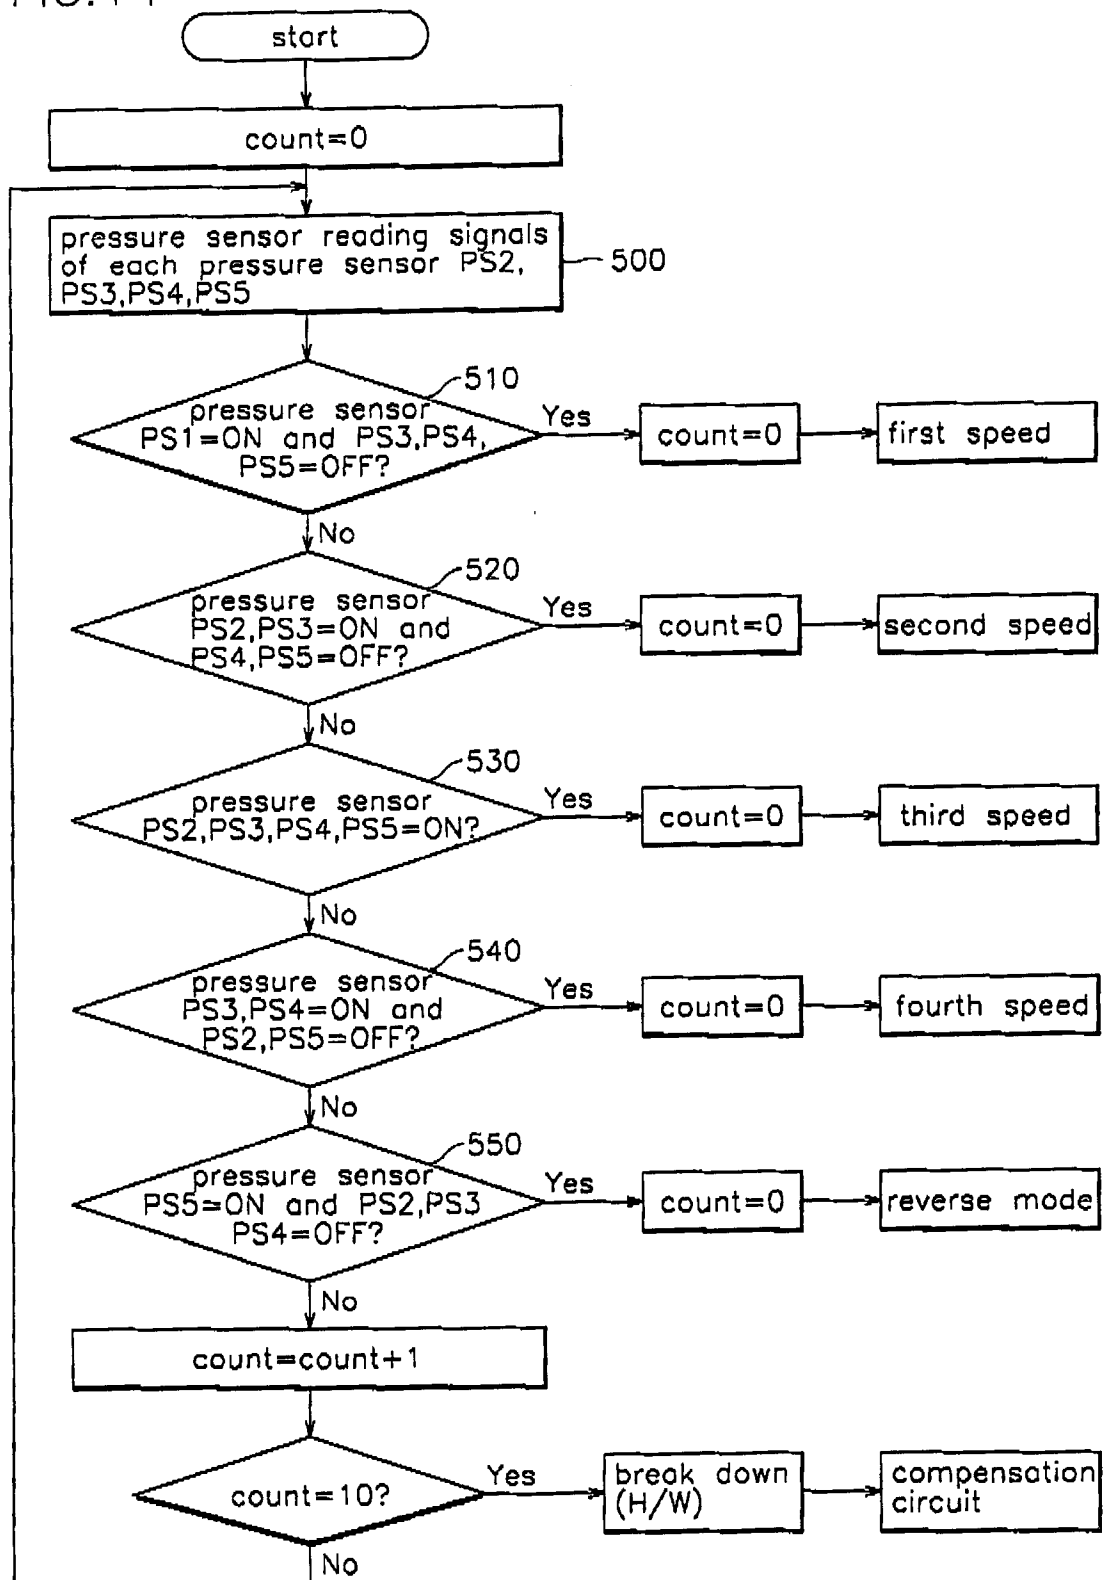 start
count=0
pressure sensor reading signals
of each pressure sensor PS2,
PS3,PS4,PS5
500
510
pressure sensor
PS1=ON and PS3,PS4,
PS5=OFF?
Yes
count=0
first speed
No
520
pressure sensor
PS2,PS3=ON and
PS4,PS5=OFF?
Yes
count=0
second speed
No
530
pressure sensor
PS2,PS3,PS4,PS5=ON?
Yes
count=0
third speed
No
540
pressure sensor
PS3,PS4=ON and
PS2,PS5=OFF?
Yes
count=0
fourth speed
No
550
pressure sensor
PS5=ON and PS2,PS3
PS4=OFF?
Yes
count=0
reverse mode
No
count=count+1
count=10?
Yes
break down
(H/W)
compensation
circuit
No